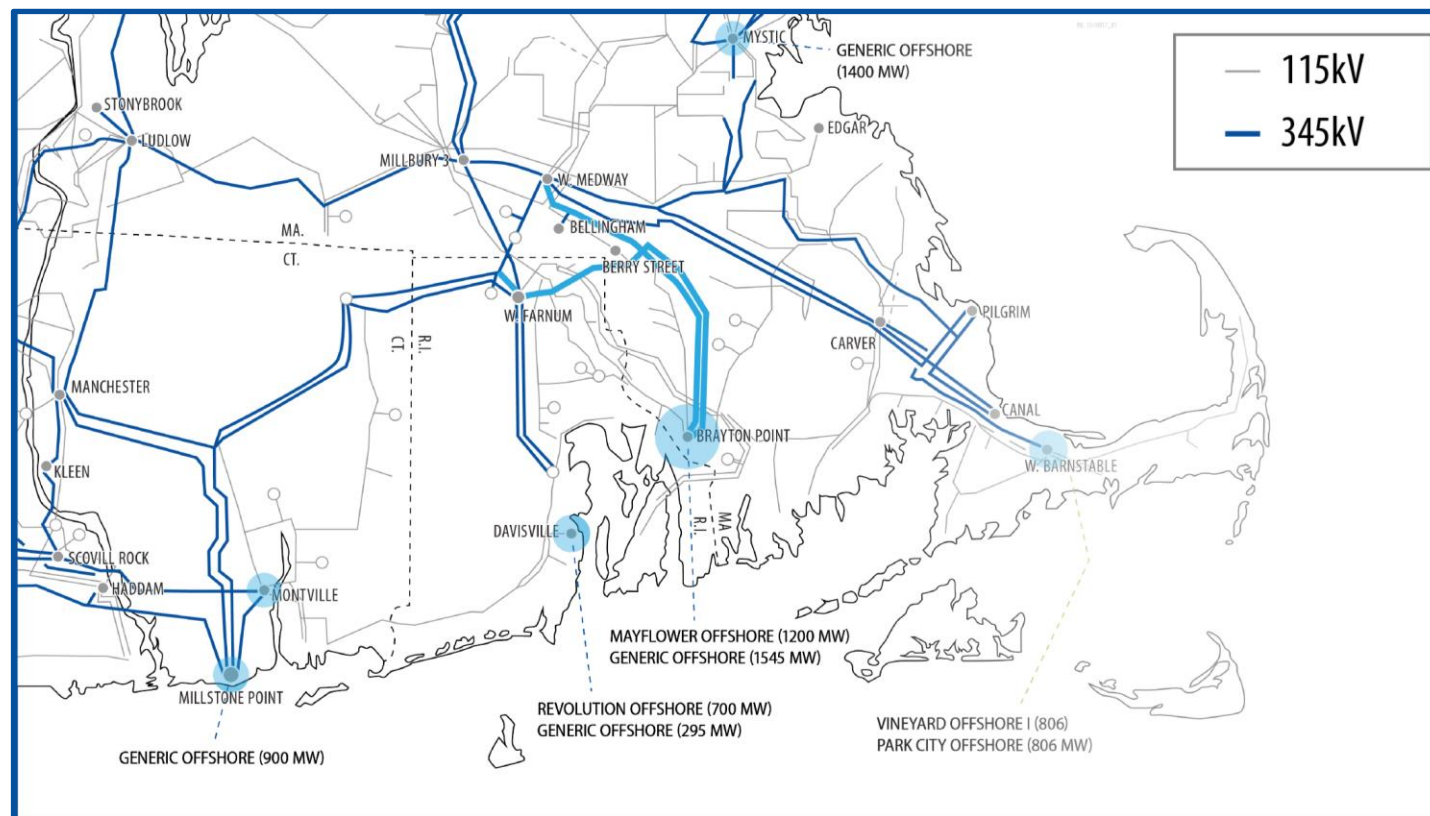 MYSTIC
GENERIC OFFSHORE
(1400 MW)
115kV
345kV
STONYBROOK
LUDLOW
EDGAR
MILLBURY 3
W. MEDWAY
BELLINGHAM
BERRY STREET
MA.
CT.
W. FARNUM
R.I.
CT.
PILGRIM
CARVER
MANCHESTER
CANAL
BRAYTON POINT
W. BARNSTABLE
KLEEN
DAVISVILLE
MA
R.I.
SCOVILL ROCK
HADDAM
MONTVILLE
MILLSTONE POINT
MAYFLOWER OFFSHORE (1200 MW)
GENERIC OFFSHORE (1545 MW)
REVOLUTION OFFSHORE (700 MW)
GENERIC OFFSHORE (295 MW)
VINEYARD OFFSHORE I (806)
PARK CITY OFFSHORE (806 MW)
GENERIC OFFSHORE (900 MW)